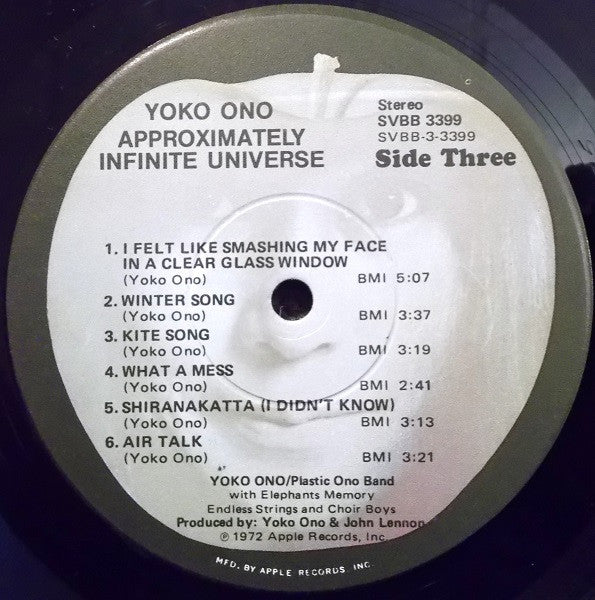 YOKO ONO
APPROXIMATELY
INFINITE UNIVERSE
Stereo
SVBB 3399
SVBB-3-3399
Side Three
1. I FELT LIKE SMASHING MY FACE
IN A CLEAR GLASS WINDOW
(Yoko Ono) BMI 5:07
2. WINTER SONG
(Yoko Ono) BMI 3:37
3. KITE SONG
(Yoko Ono) BMI 3:19
4. WHAT A MESS
(Yoko Ono) BMI 2:41
5. SHIRANAKATTA (I DIDN'T KNOW)
(Yoko Ono) BMI 3:13
6. AIR TALK
(Yoko Ono) BMI 3:21
YOKO ONO/Plastic Ono Band
with Elephants Memory
Endless Strings and Choir Boys
Produced by: Yoko Ono & John Lennon
℗ 1972 Apple Records, Inc.
MFD. BY APPLE RECORDS, INC.